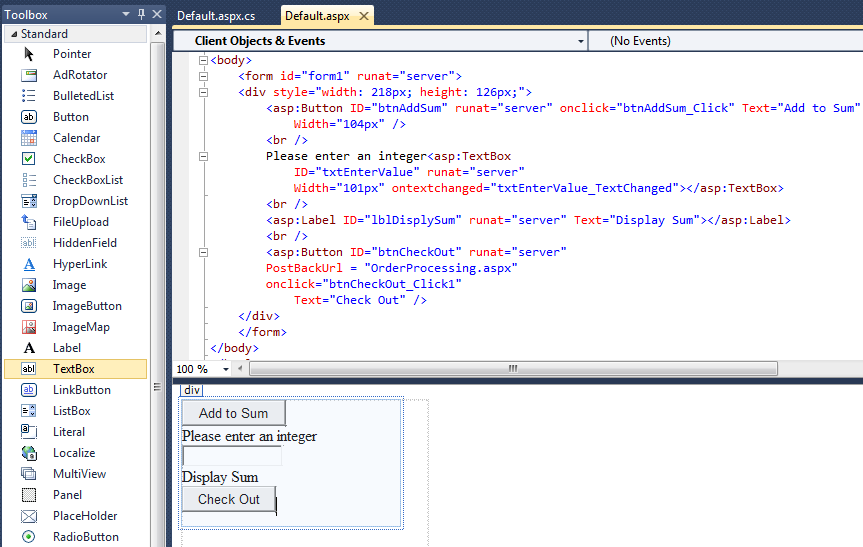 Toolbox
Standard
Pointer
AdRotator
BulletedList
Button
Calendar
CheckBox
CheckBoxList
DropDownList
FileUpload
HiddenField
HyperLink
Image
ImageButton
ImageMap
Label
TextBox
LinkButton
ListBox
Literal
Localize
MultiView
Panel
PlaceHolder
RadioButton
Default.aspx.cs Default.aspx
Client Objects & Events (No Events)
<body>
<form id="form1" runat="server">
<div style="width: 218px; height: 126px;">
<asp:Button ID="btnAddSum" runat="server" onclick="btnAddSum_Click" Text="Add to Sum"
Width="104px" />
<br />
Please enter an integer<asp:TextBox
ID="txtEnterValue" runat="server"
Width="101px" ontextchanged="txtEnterValue_TextChanged"></asp:TextBox>
<br />
<asp:Label ID="lblDisplySum" runat="server" Text="Display Sum"></asp:Label>
<br />
<asp:Button ID="btnCheckOut" runat="server"
PostBackUrl = "OrderProcessing.aspx"
onclick="btnCheckOut_Click1"
Text="Check Out" />
</div>
</form>
</body>
100 %
div
Add to Sum
Please enter an integer
Display Sum
Check Out